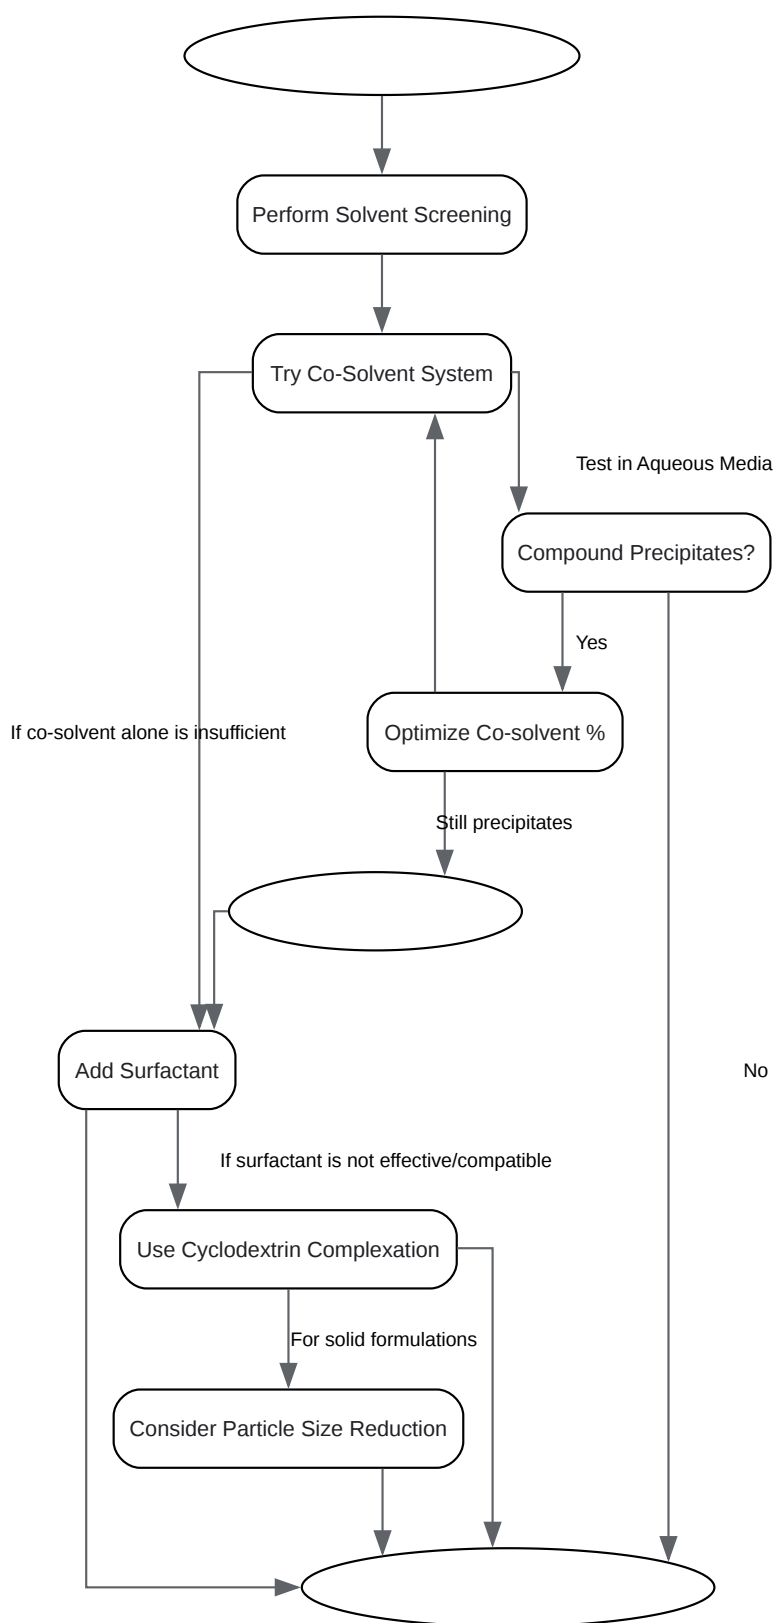 Perform Solvent Screening
Try Co-Solvent System
Test in Aqueous Media
Compound Precipitates?
Yes
If co-solvent alone is insufficient
Optimize Co-solvent %
Still precipitates
Add Surfactant
No
If surfactant is not effective/compatible
Use Cyclodextrin Complexation
For solid formulations
Consider Particle Size Reduction